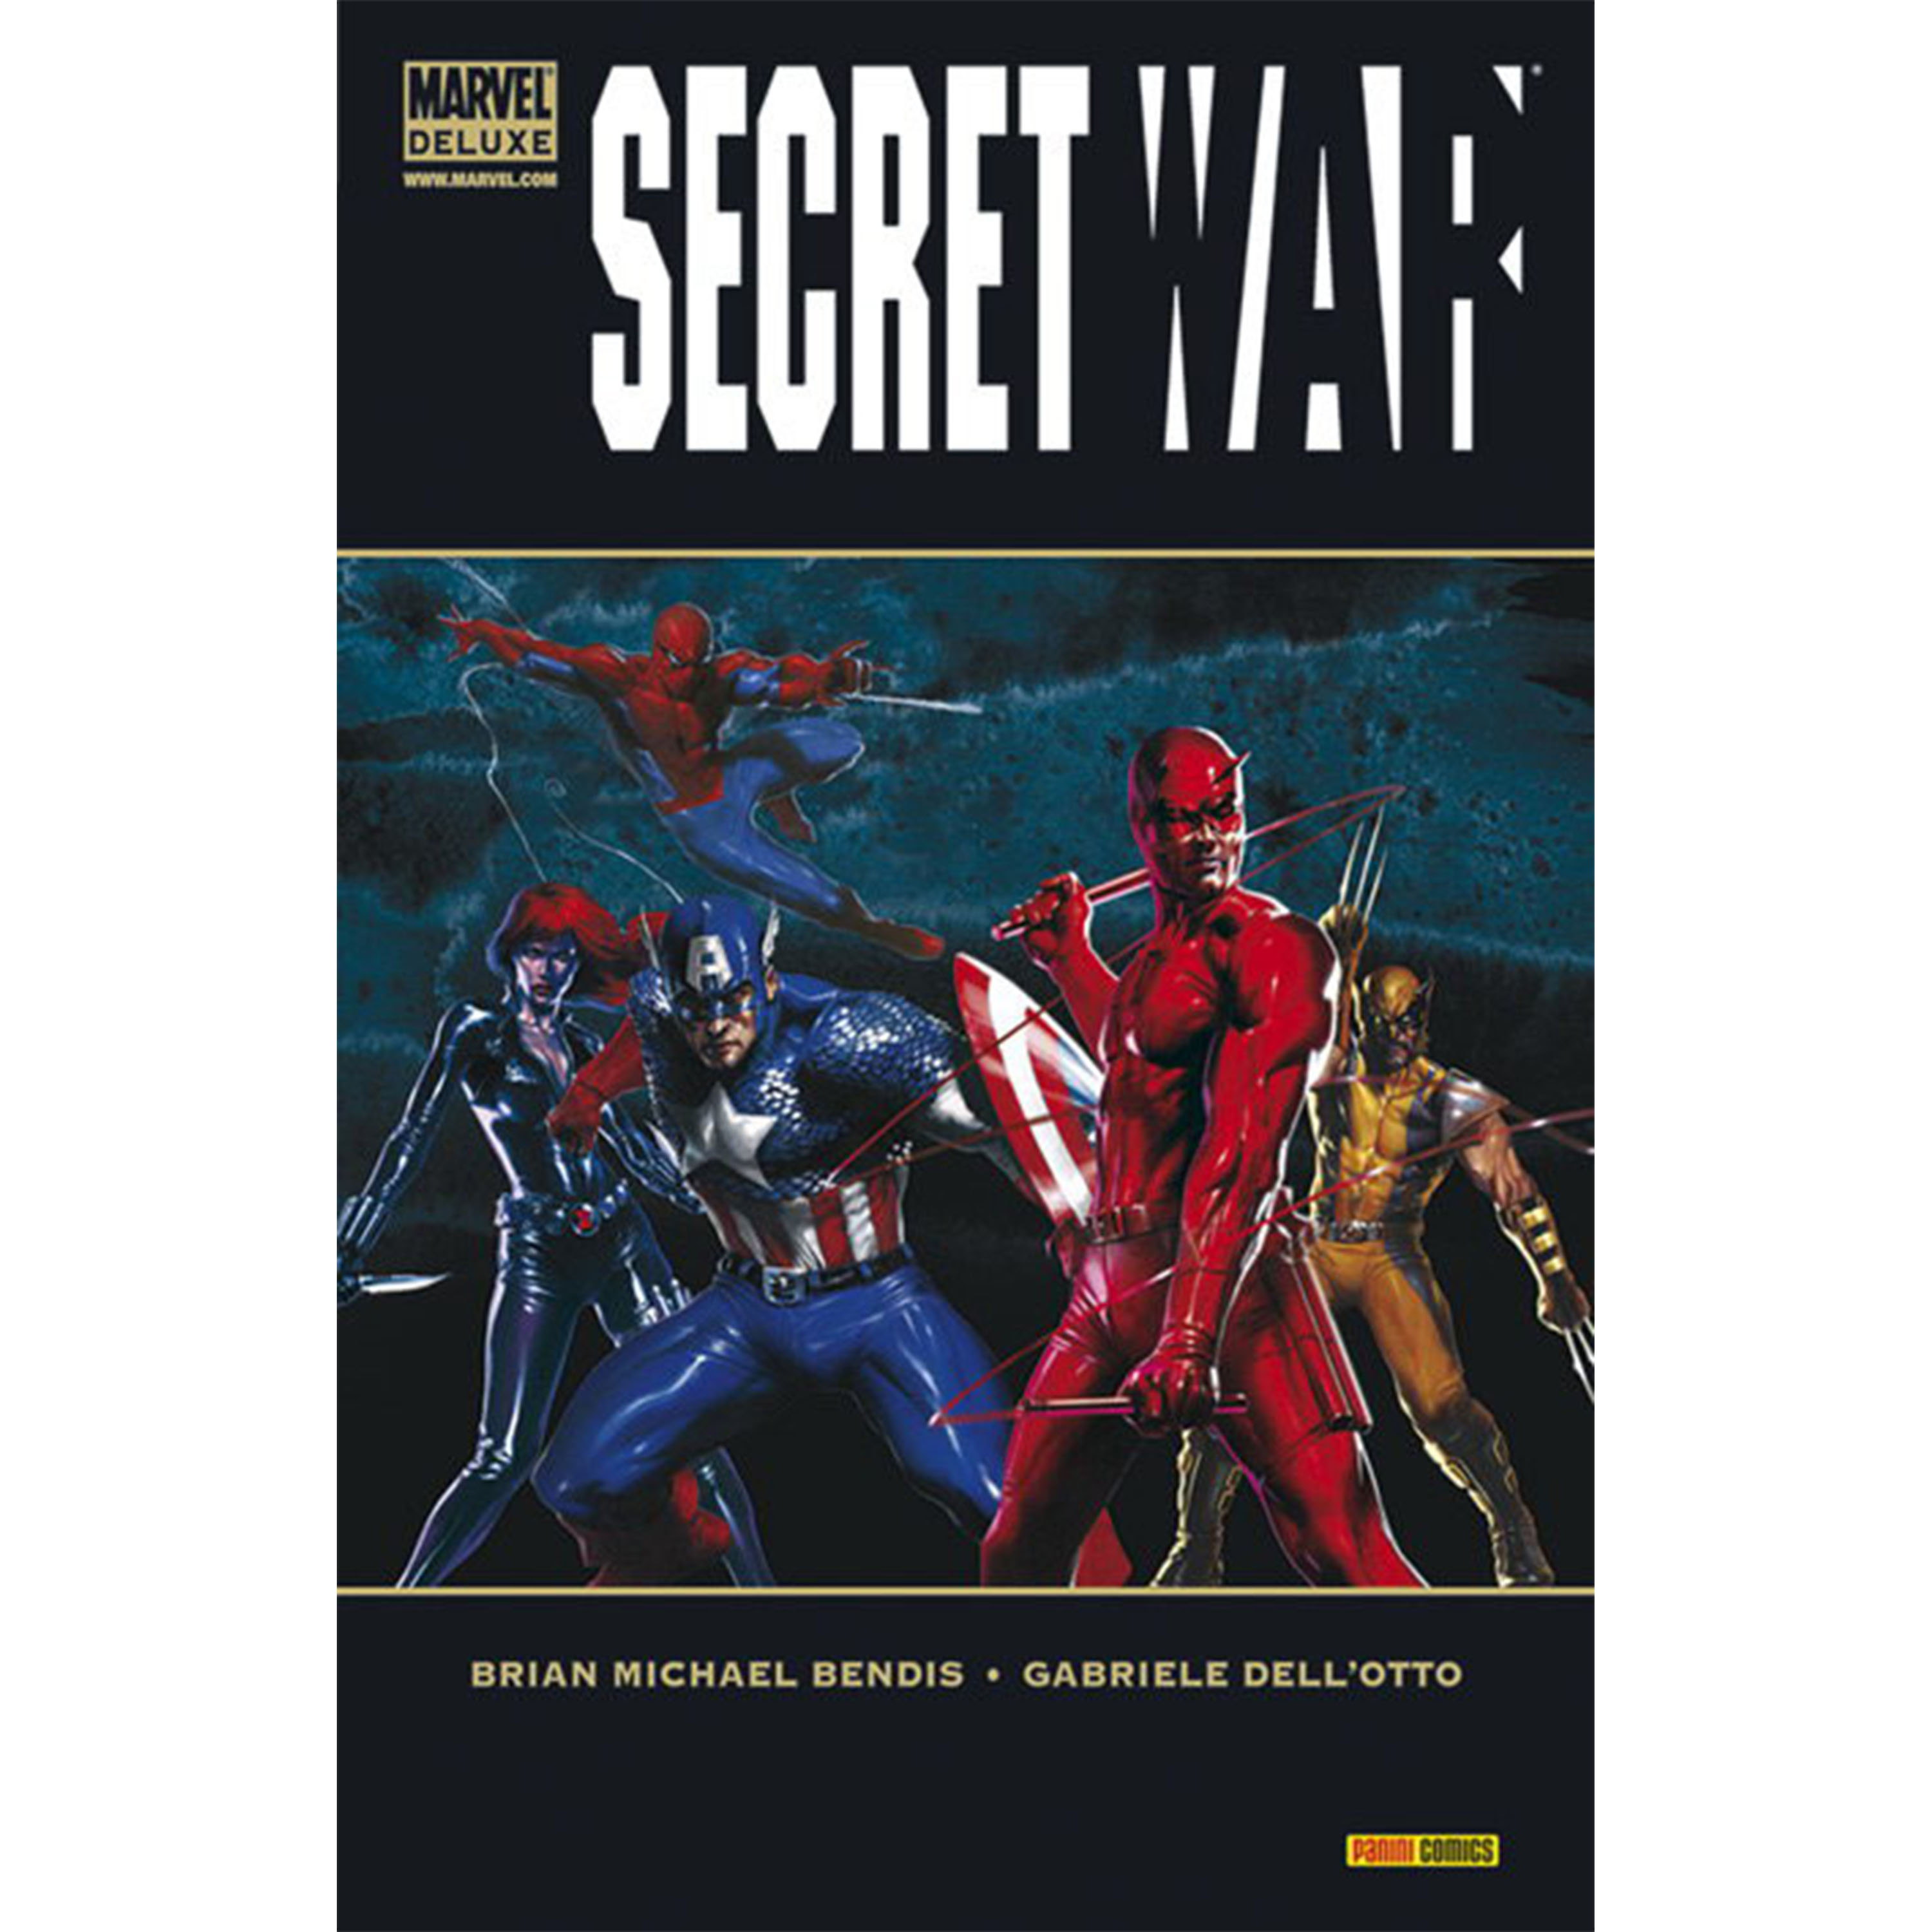 MARVEL
DELUXE
WWW.MARVEL.COM
SECRET WAR
A
BRIAN MICHAEL BENDIS • GABRIELE DELL'OTTO
PANINI COMICS